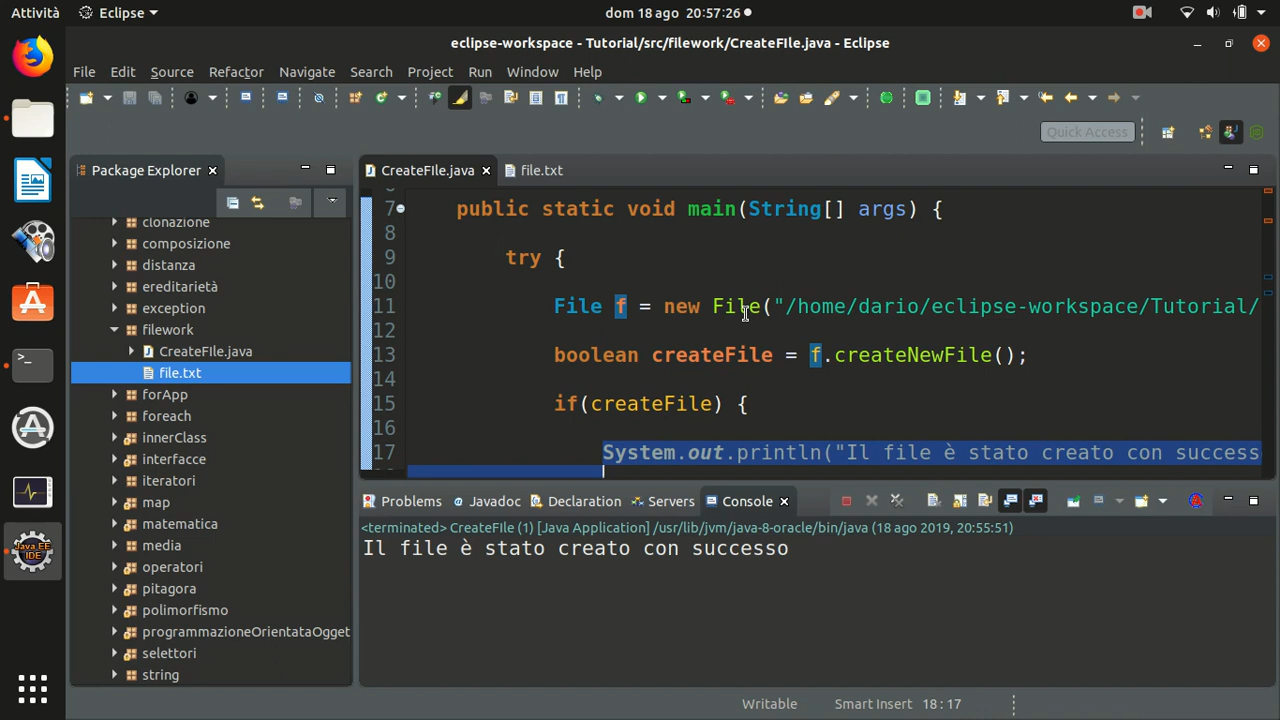 Attività Eclipse dom 18 ago 20:57:26
eclipse-workspace - Tutorial/src/filework/CreateFIle.java - Eclipse
File Edit Source Refactor Navigate Search Project Run Window Help
Quick Access
Package Explorer
clonazione
composizione
distanza
ereditarietà
exception
filework
CreateFIle.java
file.txt
forApp
foreach
innerClass
interfacce
iteratori
map
matematica
media
operatori
pitagora
polimorfismo
programmazioneOrientataOgget
selettori
string
CreateFIle.java file.txt
7 public static void main(String[] args) {
8
9 try {
10
11 File f = new File("/home/dario/eclipse-workspace/Tutorial/
12
13 boolean createFile = f.createNewFile();
14
15 if(createFile) {
16
17 System.out.println("Il file è stato creato con success
Problems Javadoc Declaration Servers Console
<terminated> CreateFIle (1) [Java Application] /usr/lib/jvm/java-8-oracle/bin/java (18 ago 2019, 20:55:51)
Il file è stato creato con successo
Java EE
IDE
Writable Smart Insert 18:17